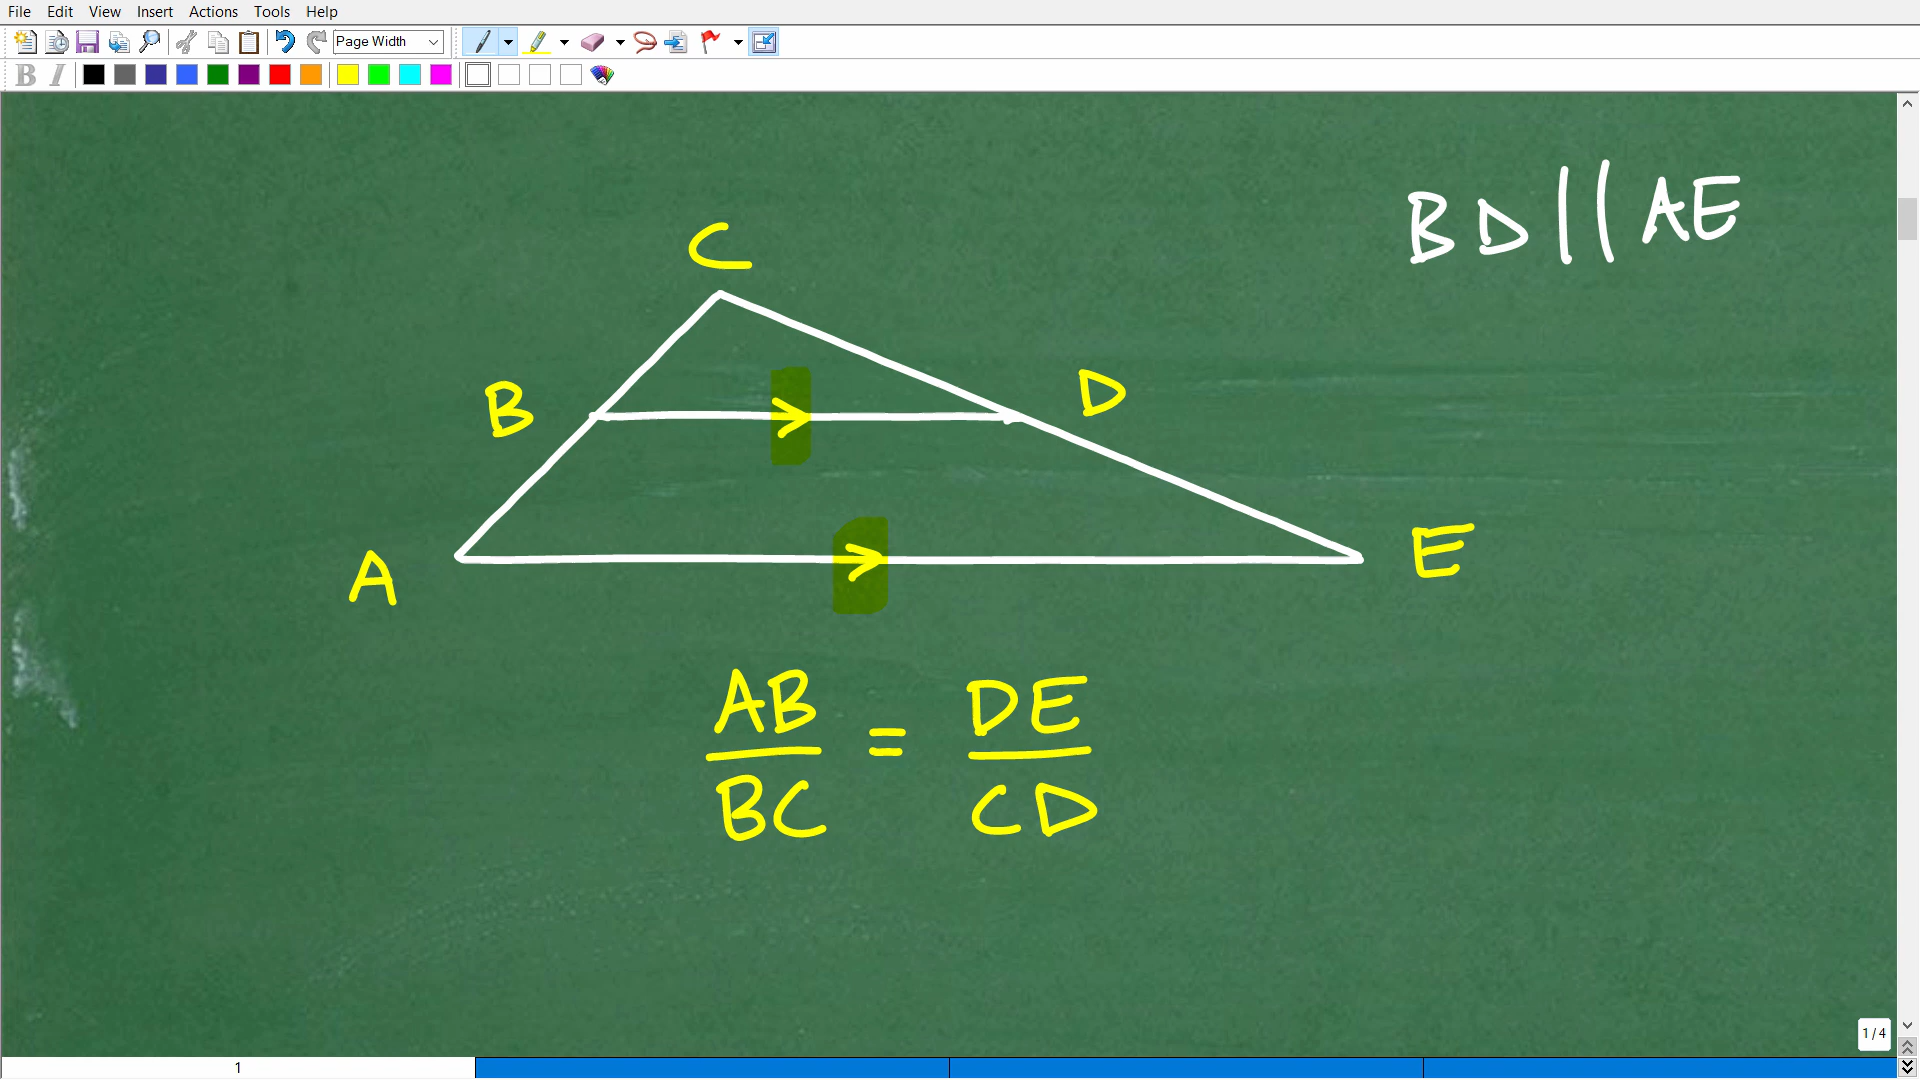 File Edit View Insert Actions Tools Help
Page Width
B I
BD||AE
C
B
D
A
E
AB/BC = DE/CD
1/4
1